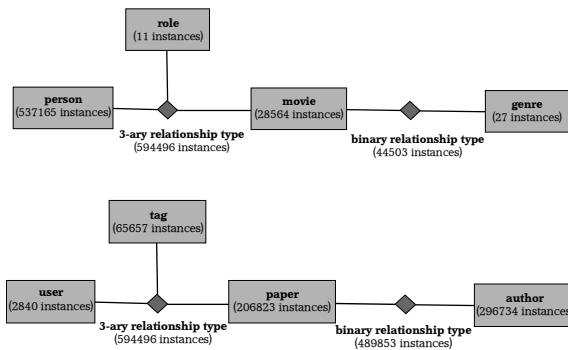 role
(11 instances)
person
(537165 instances)
movie
(28564 instances)
genre
(27 instances)
3-ary relationship type
(594496 instances)
binary relationship type
(44503 instances)
tag
(65657 instances)
user
(2840 instances)
paper
(206823 instances)
author
(296734 instances)
3-ary relationship type
(594496 instances)
binary relationship type
(489853 instances)